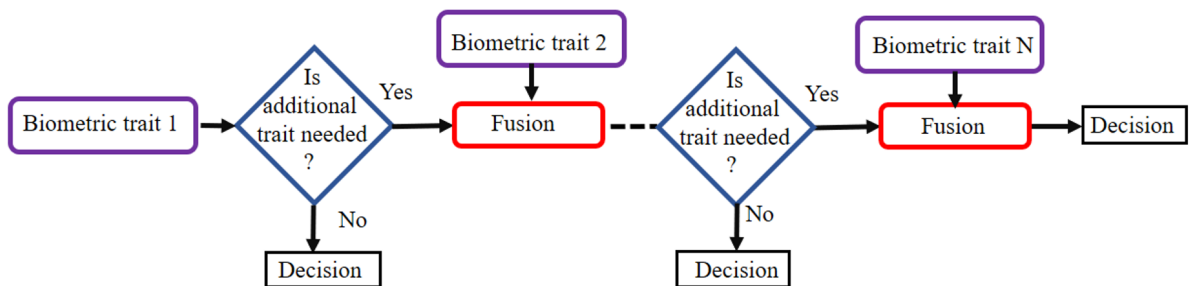 Biometric trait 1
Is
additional
trait needed
?
Yes
No
Decision
Biometric trait 2
Fusion
Is
additional
trait needed
?
Yes
No
Decision
Biometric trait N
Fusion
Decision